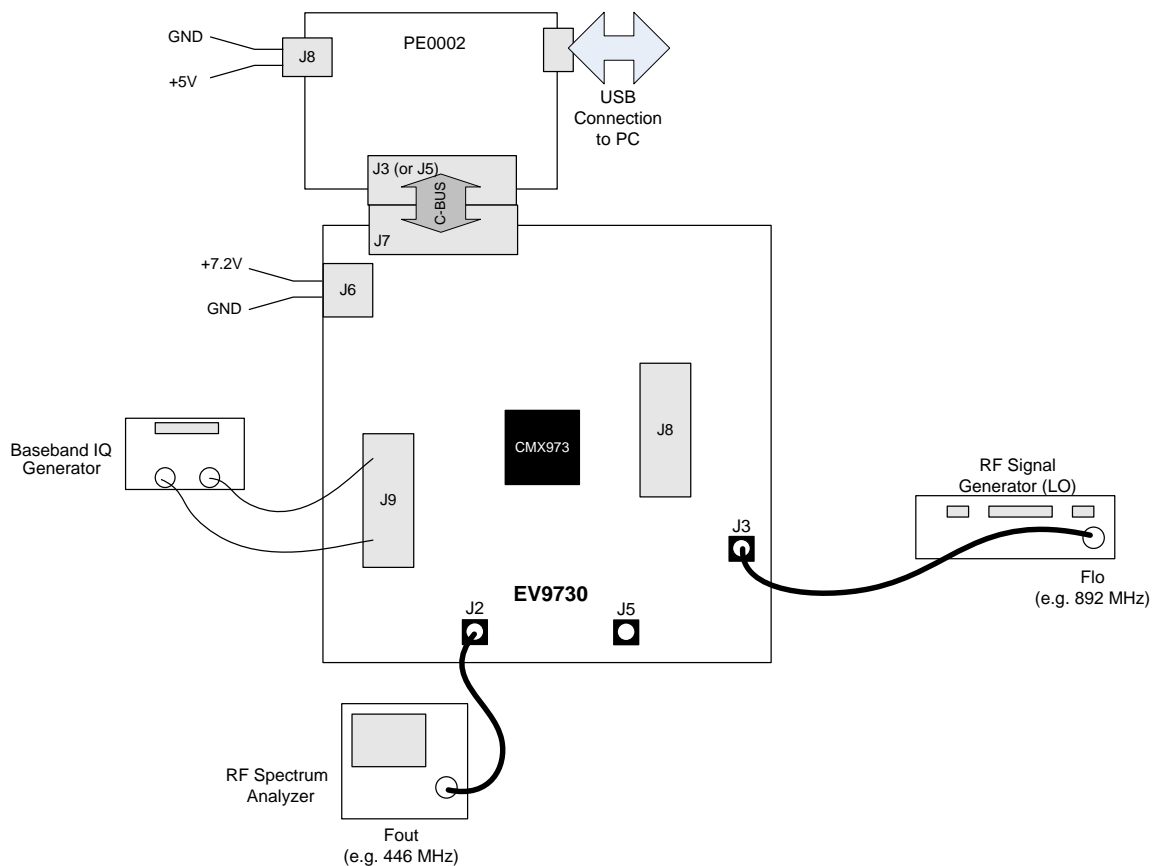 GND
+5V
J8
PE0002
USB
Connection
to PC
J3 (or J5)
C-BUS
J7
+7.2V
GND
J6
Baseband IQ
Generator
J9
CMX973
J8
RF Signal
Generator (LO)
J3
Flo
(e.g. 892 MHz)
EV9730
J2
J5
RF Spectrum
Analyzer
Fout
(e.g. 446 MHz)